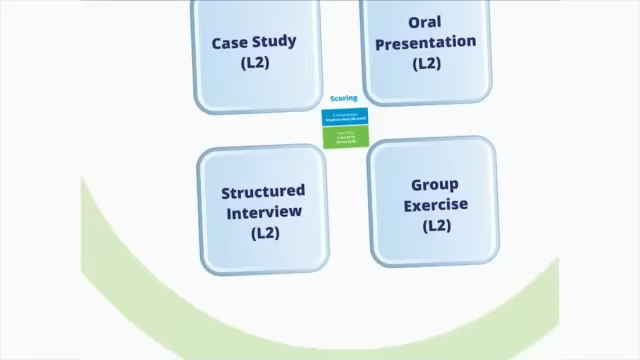 Case Study
(L2)
Oral
Presentation
(L2)
Scoring
Structured
Interview
(L2)
Group
Exercise
(L2)